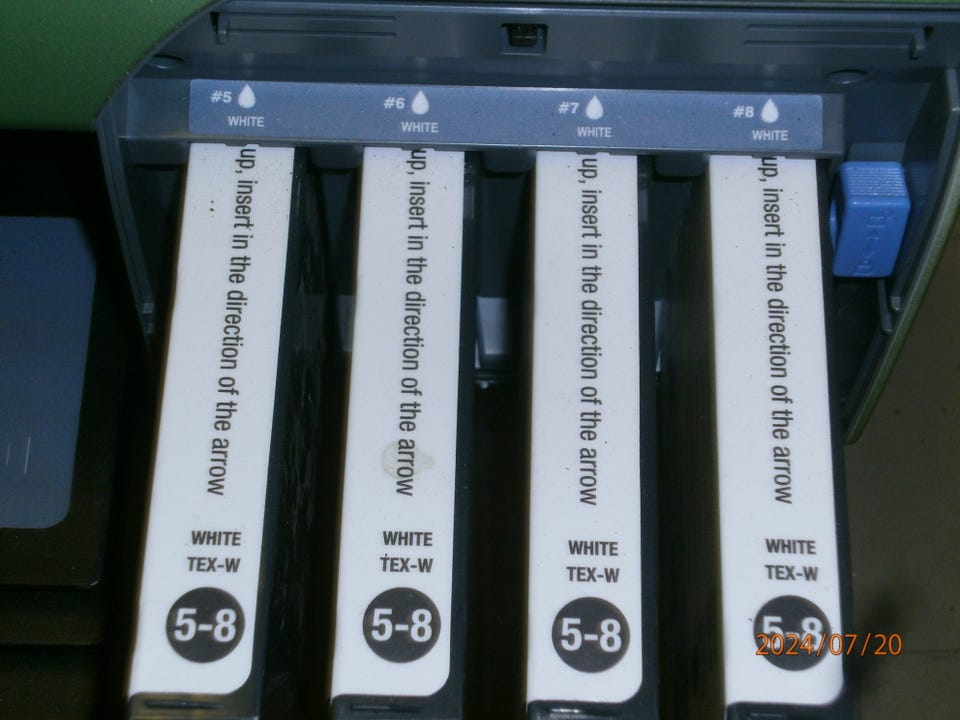 #5
WHITE
#6
WHITE
#7
WHITE
#8
WHITE
up, insert in the direction of the arrow
WHITE
TEX-W
5-8
up, insert in the direction of the arrow
WHITE
TEX-W
5-8
up, insert in the direction of the arrow
WHITE
TEX-W
5-8
up, insert in the direction of the arrow
WHITE
TEX-W
5-8
2024/07/20